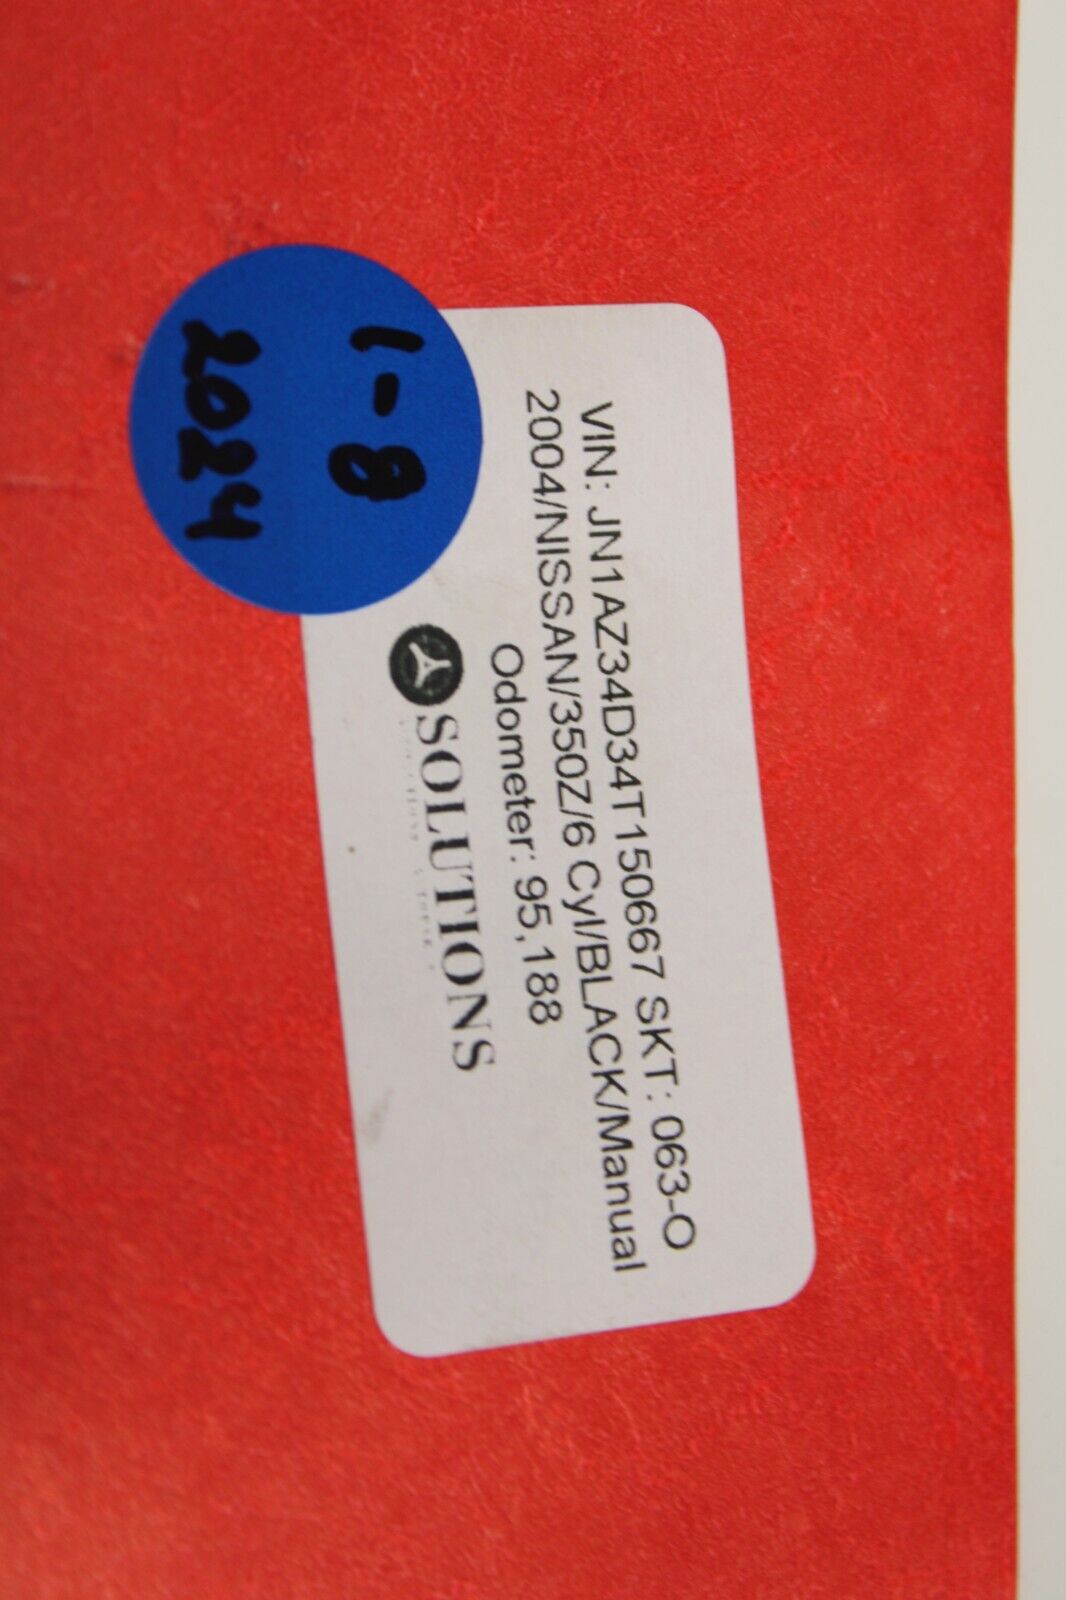 VIN: JN1AZ34D34T150667 SKT: 063-O
2004/NISSAN/350Z/6 Cyl/BLACK/Manual
Odometer: 95,188
SOLUTIONS
1-8
2024